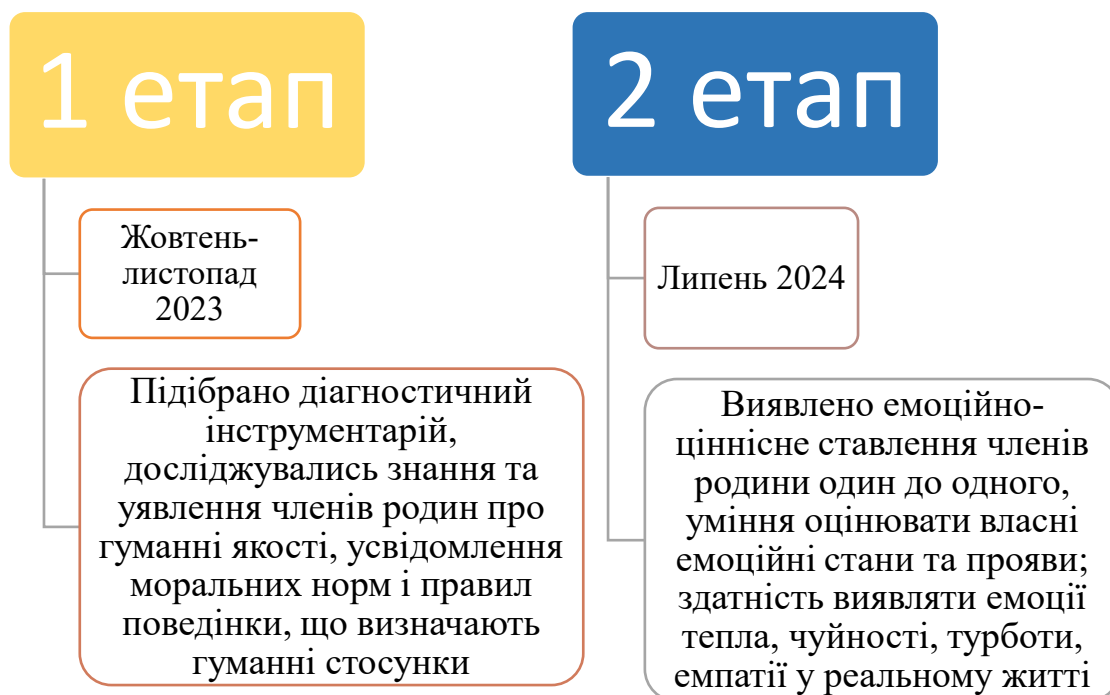 1 етап
Жовтень-
листопад
2023
Підібрано діагностичний
інструментарій,
досліджувались знання та
уявлення членів родин про
гуманні якості, усвідомлення
моральних норм і правил
поведінки, що визначають
гуманні стосунки
2 етап
Липень 2024
Виявлено емоційно-
ціннісне ставлення членів
родини один до одного,
уміння оцінювати власні
емоційні стани та прояви;
здатність виявляти емоції
тепла, чуйності, турботи,
емпатії у реальному житті